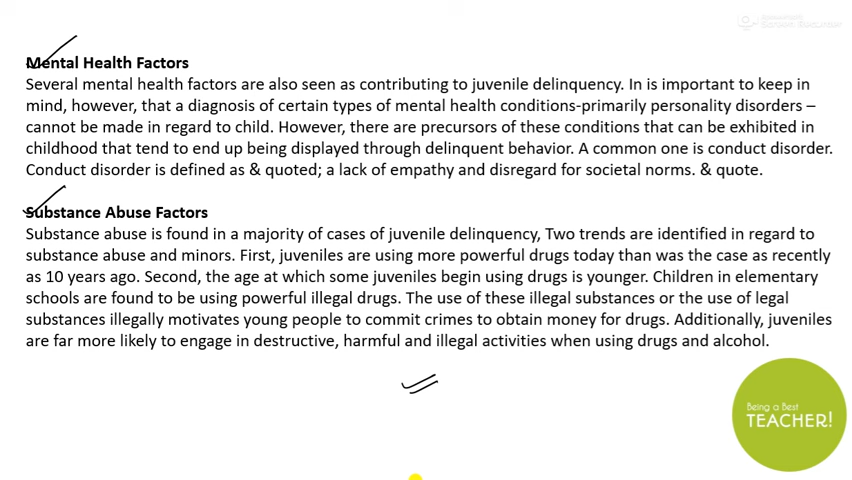 Mental Health Factors
Several mental health factors are also seen as contributing to juvenile delinquency. In is important to keep in
mind, however, that a diagnosis of certain types of mental health conditions-primarily personality disorders –
cannot be made in regard to child. However, there are precursors of these conditions that can be exhibited in
childhood that tend to end up being displayed through delinquent behavior. A common one is conduct disorder.
Conduct disorder is defined as & quoted; a lack of empathy and disregard for societal norms. & quote.
Substance Abuse Factors
Substance abuse is found in a majority of cases of juvenile delinquency, Two trends are identified in regard to
substance abuse and minors. First, juveniles are using more powerful drugs today than was the case as recently
as 10 years ago. Second, the age at which some juveniles begin using drugs is younger. Children in elementary
schools are found to be using powerful illegal drugs. The use of these illegal substances or the use of legal
substances illegally motivates young people to commit crimes to obtain money for drugs. Additionally, juveniles
are far more likely to engage in destructive, harmful and illegal activities when using drugs and alcohol.
Being a Best
TEACHER!